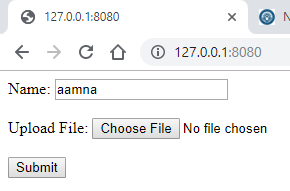 127.0.0.1:8080
N
127.0.0.1:8080
Name: aamna
Upload File: Choose File No file chosen
Submit